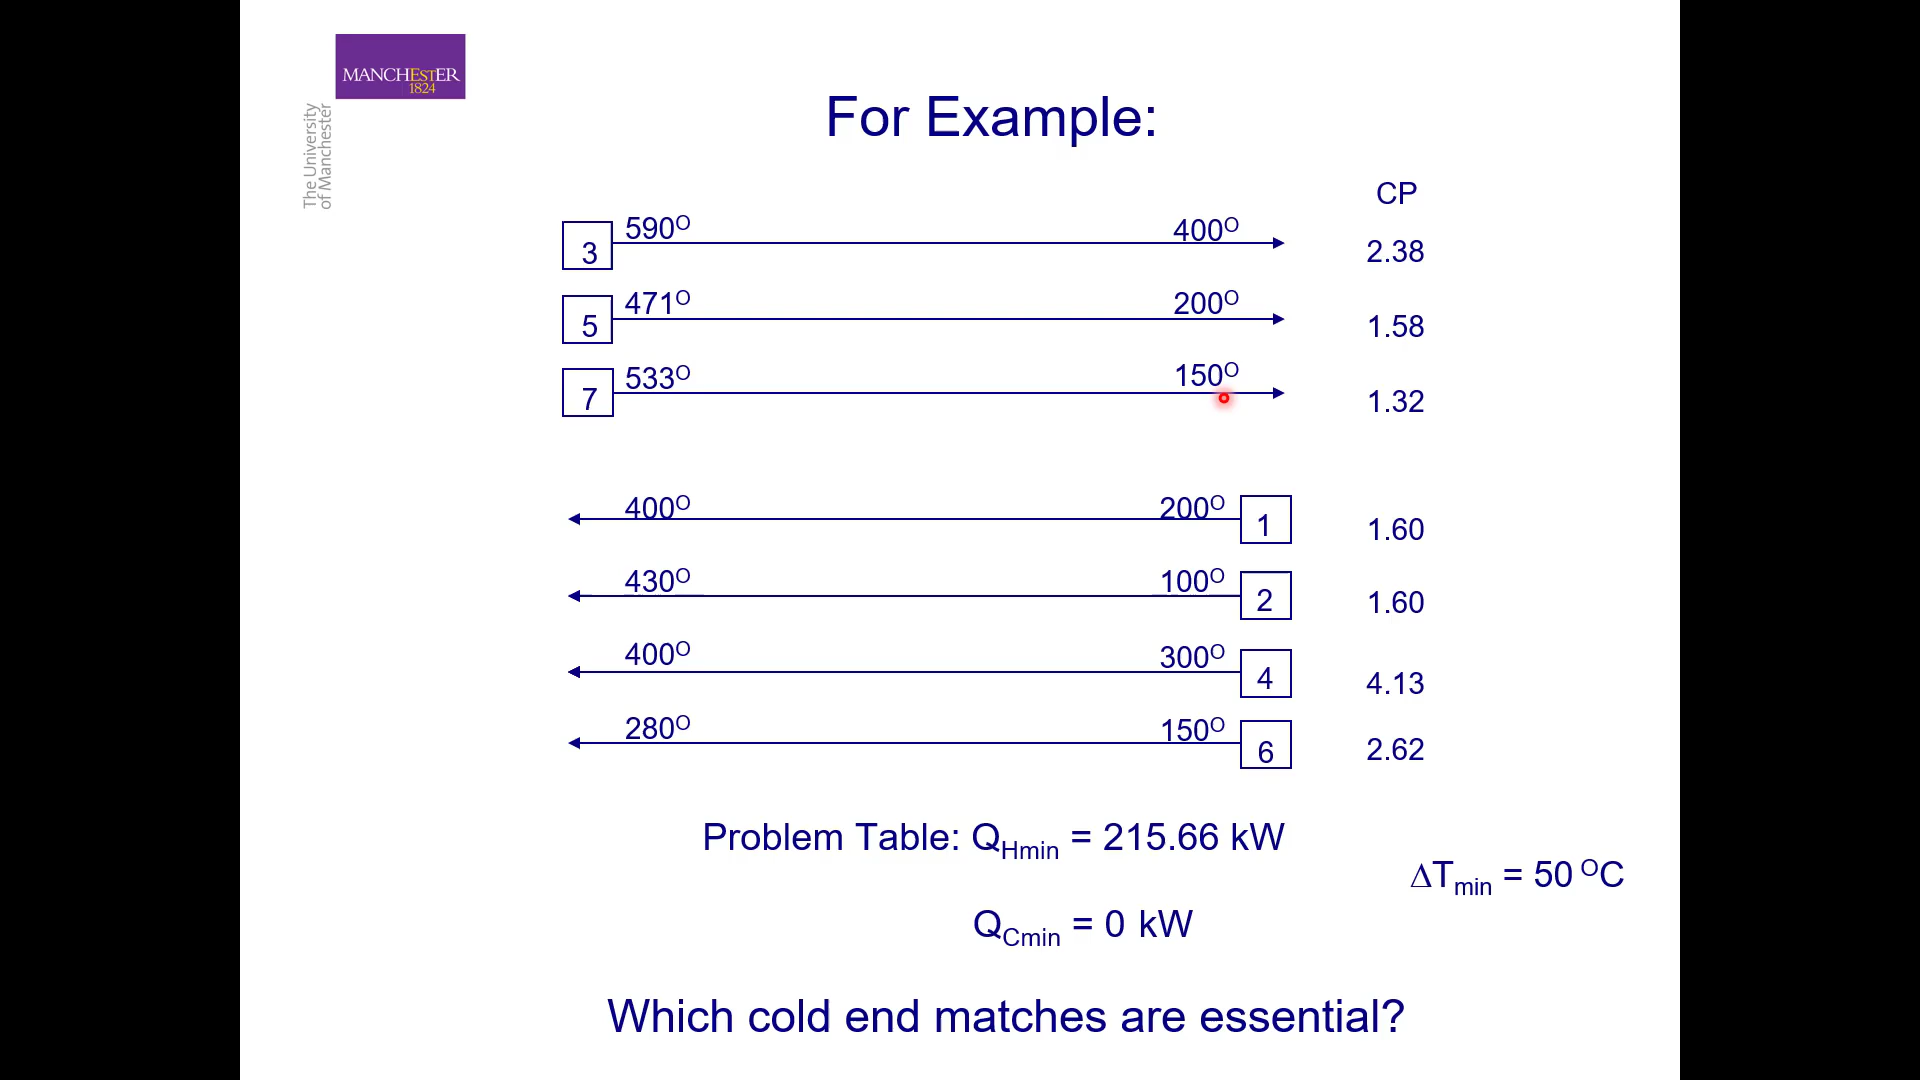 MANCHESTER
1824
The University
of Manchester
For Example:
CP
3 590O 400O 2.38
5 471O 200O 1.58
7 533O 150O 1.32
400O 200O 1 1.60
430O 100O 2 1.60
400O 300O 4 4.13
280O 150O 6 2.62
Problem Table: QHmin = 215.66 kW
ΔTmin = 50 OC
QCmin = 0 kW
Which cold end matches are essential?